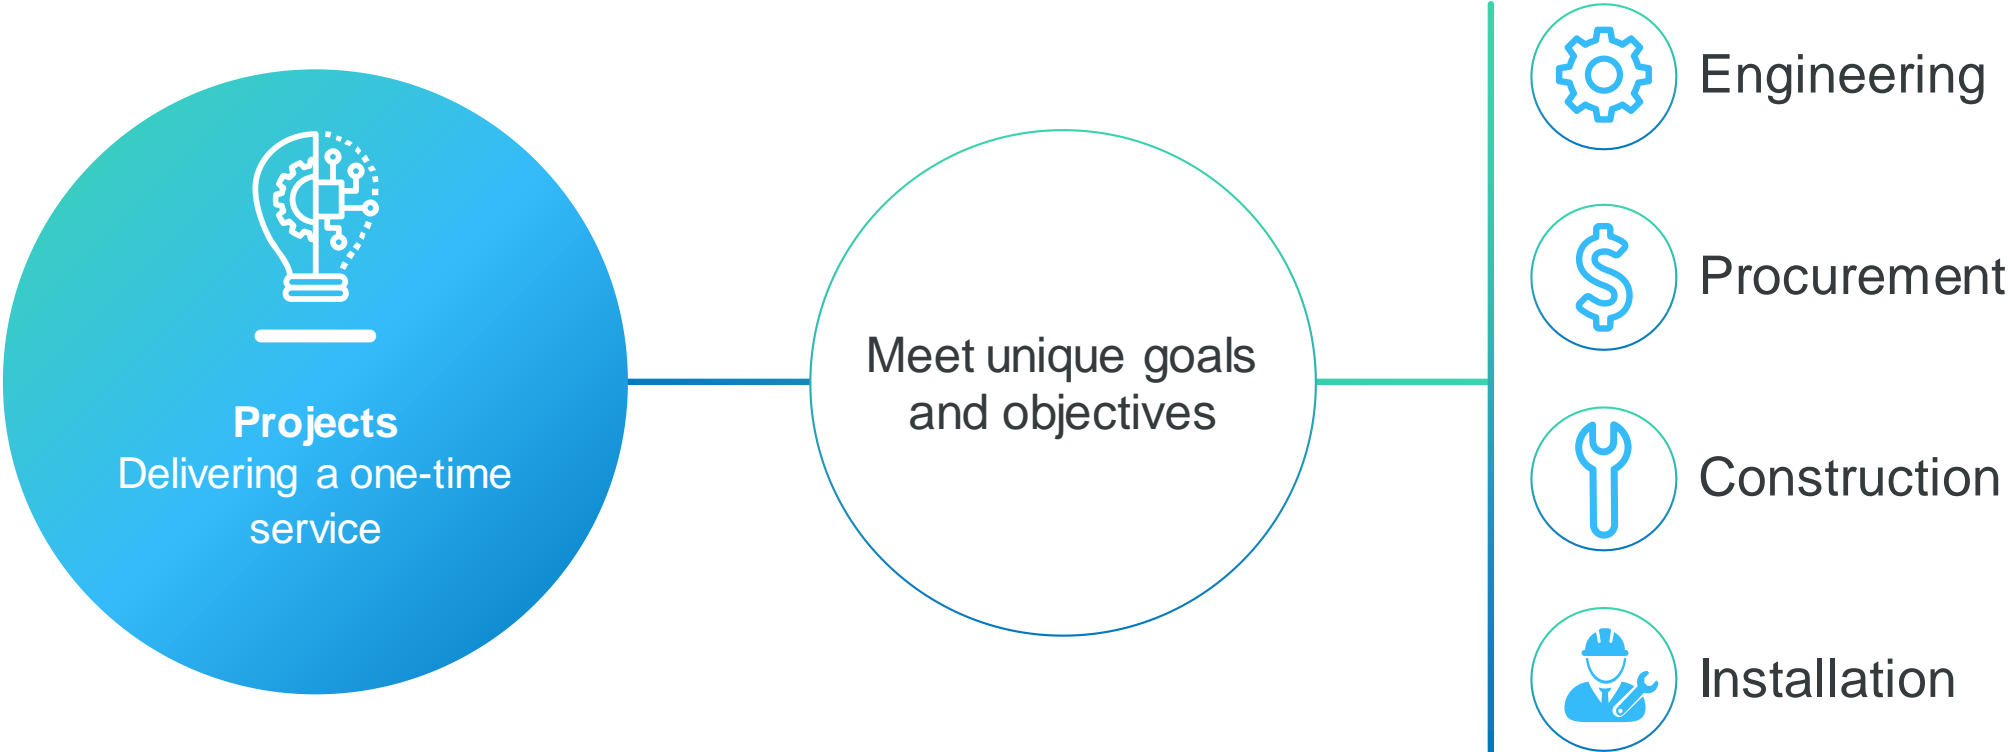 Projects
Delivering a one-time
service
Meet unique goals
and objectives
Engineering
Procurement
Construction
Installation